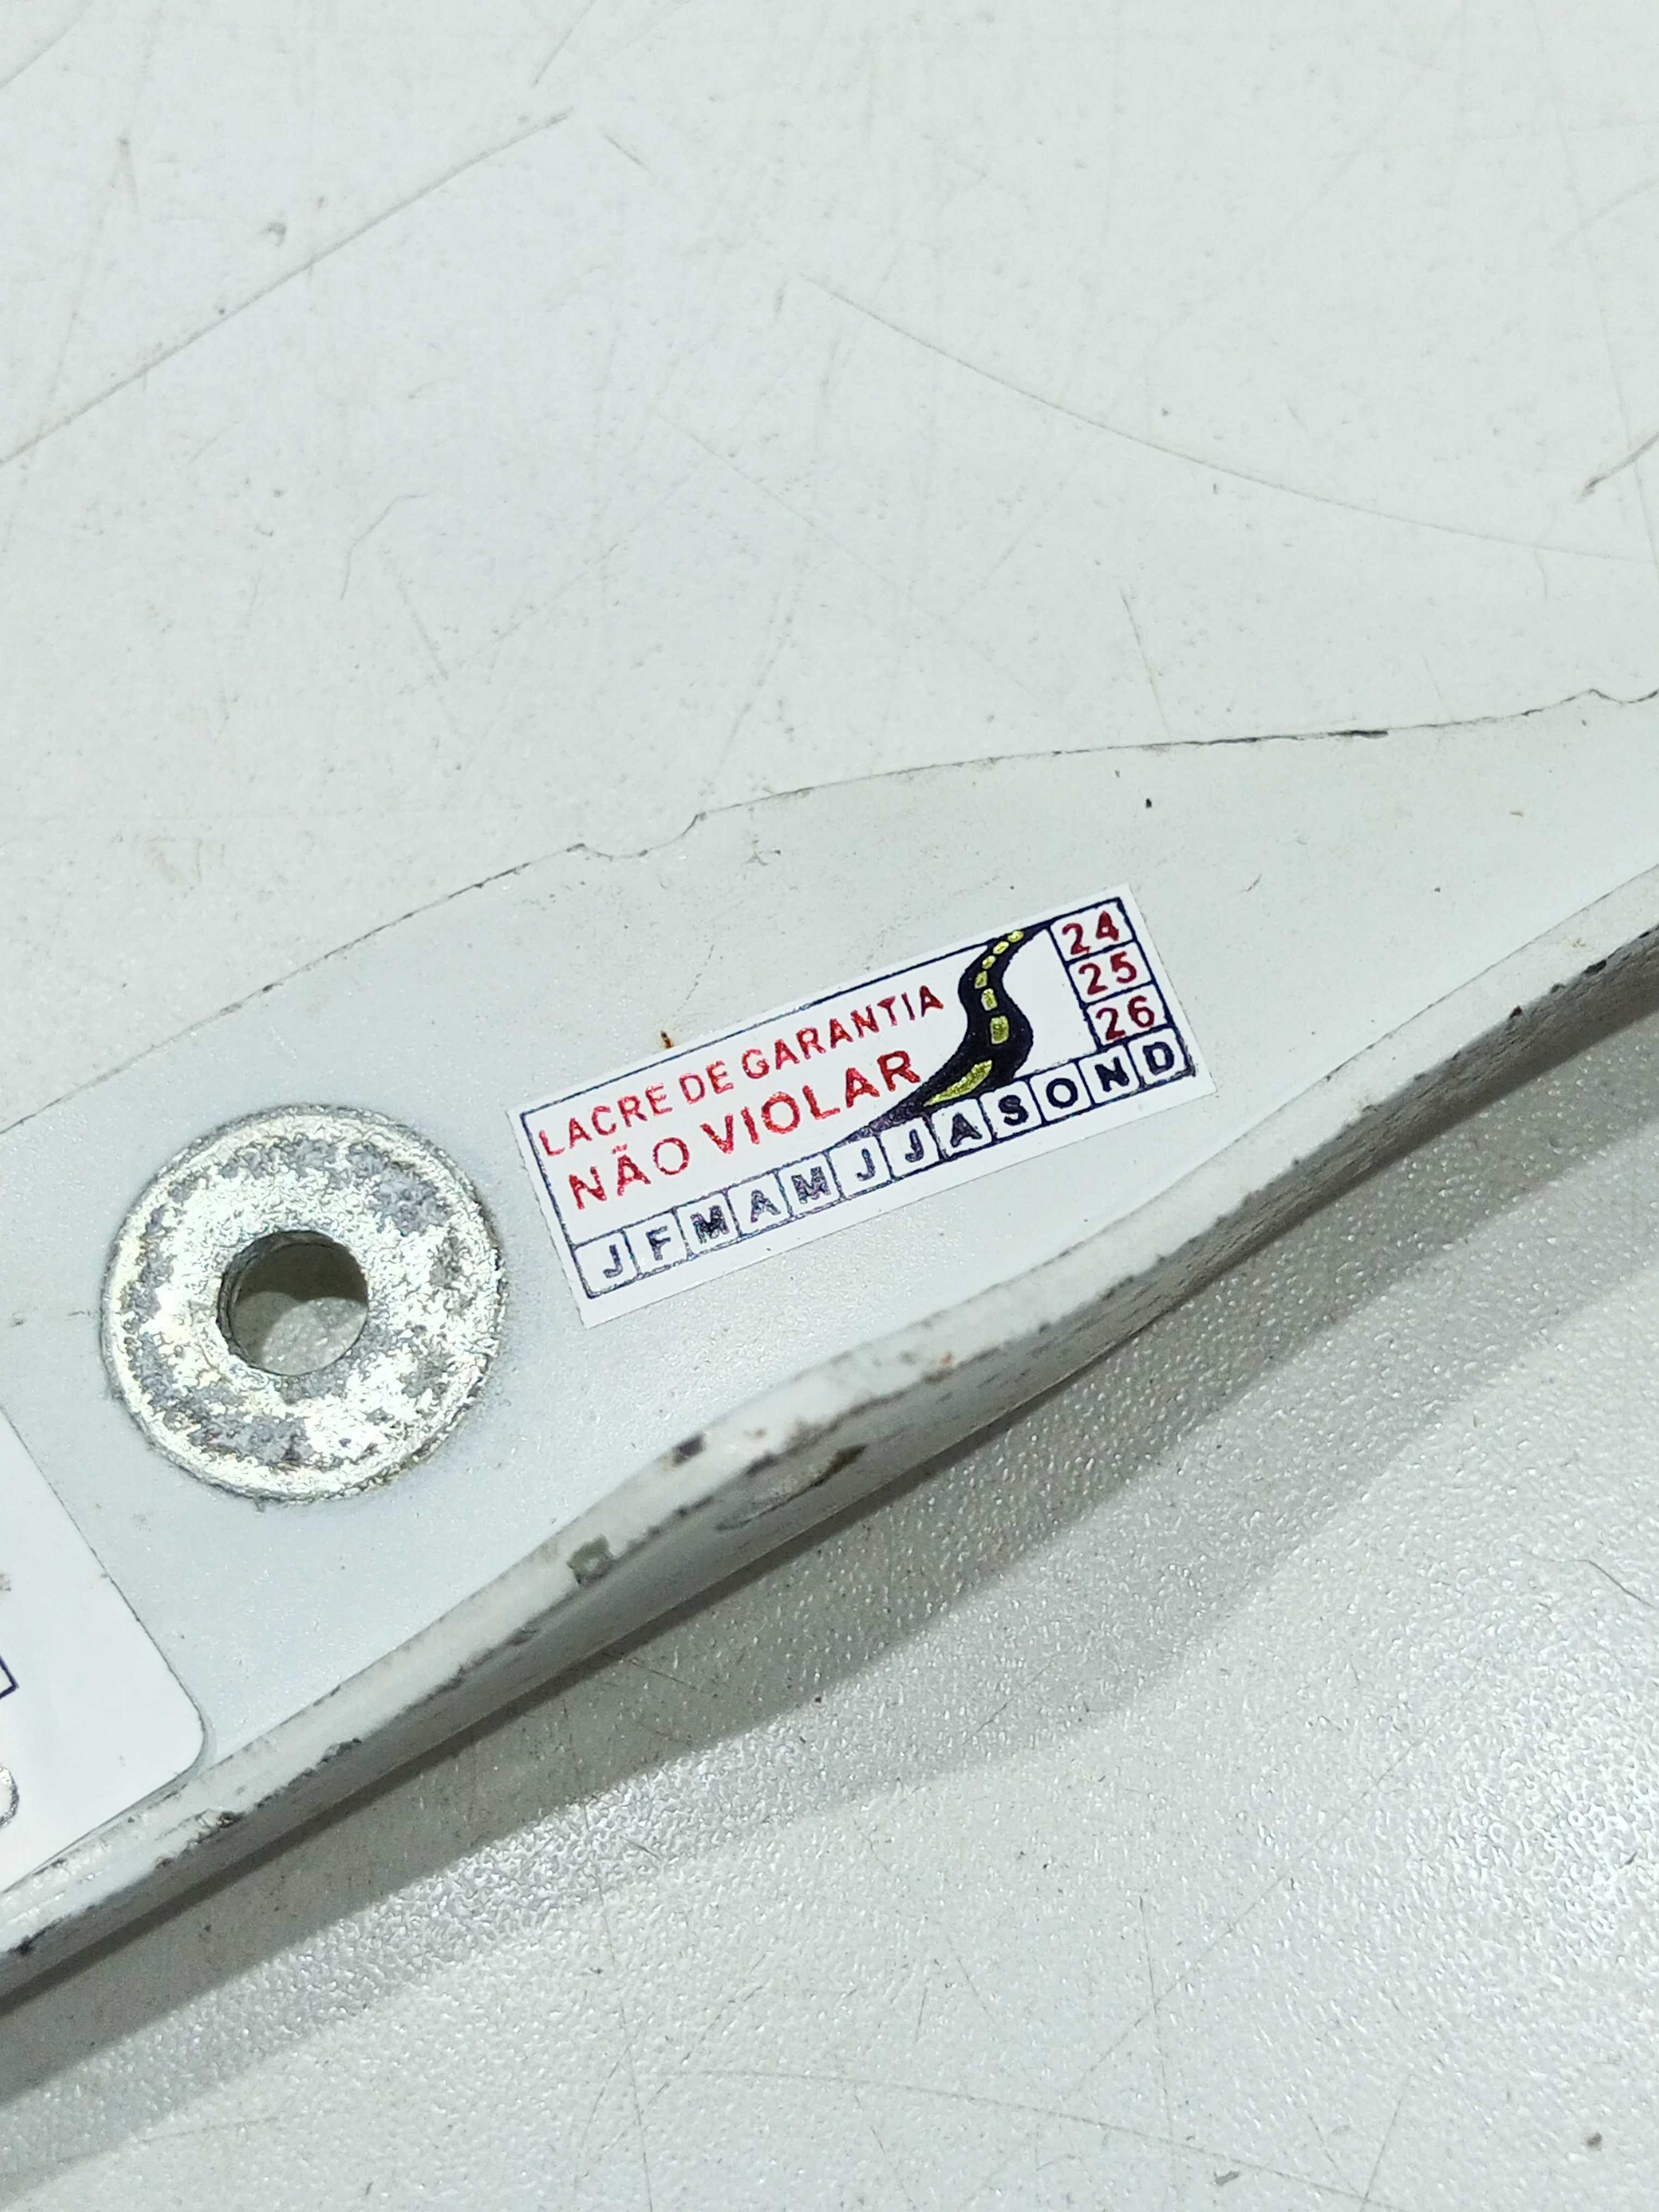 LACRE DE GARANTIA
NÃO VIOLAR
24
25
26
J F M A M J J A S O N D